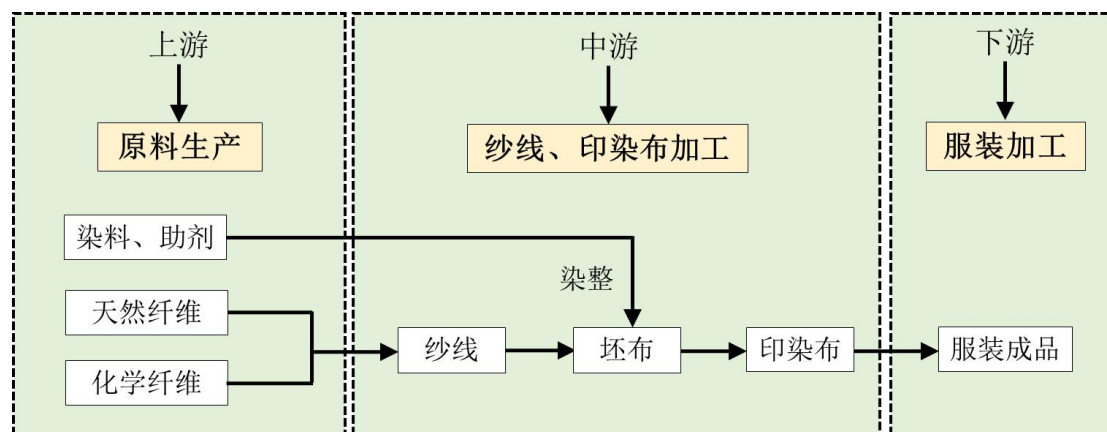 上游
中游
下游
原料生产
纱线、印染布加工
服装加工
染料、助剂
染整
天然纤维
化学纤维
纱线
坯布
印染布
服装成品